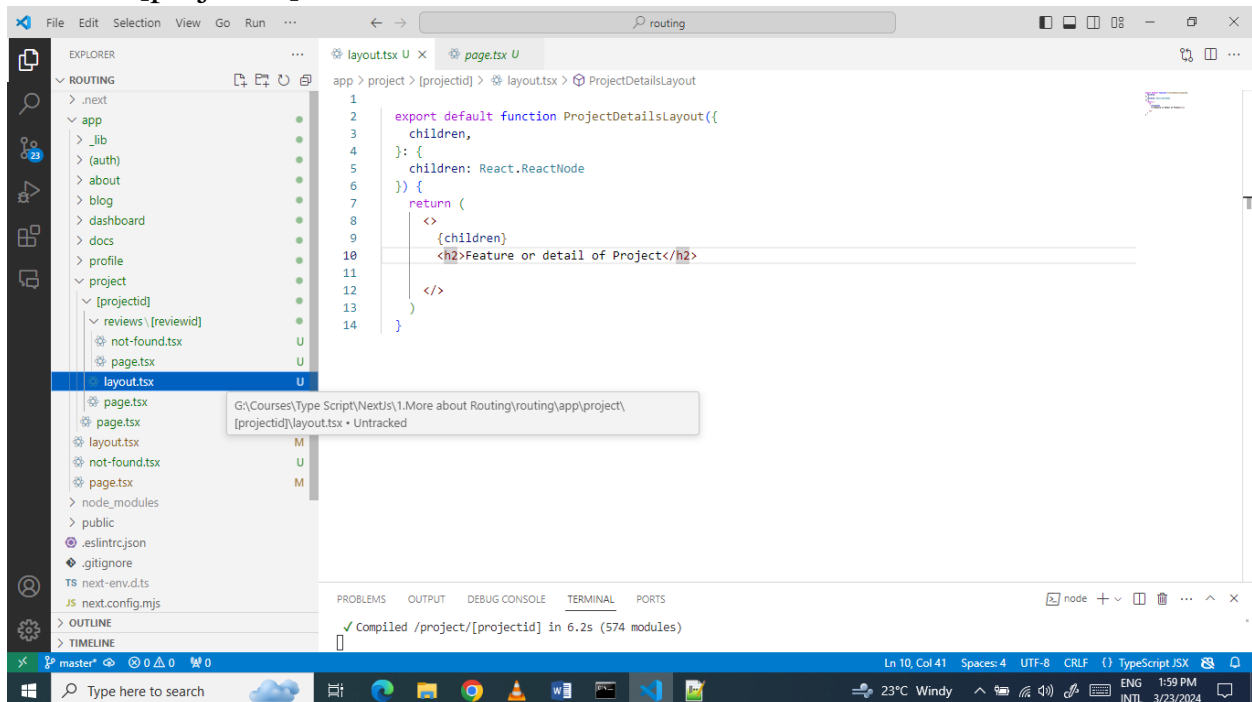 File Edit Selection View Go Run ··· routing
EXPLORER
ROUTING
.next
app
_lib
(auth)
about
blog
dashboard
docs
profile
project
[projectid]
reviews\[reviewid]
not-found.tsx U
page.tsx U
layout.tsx U
page.tsx
page.tsx
layout.tsx M
not-found.tsx U
page.tsx M
node_modules
public
.eslintrc.json
.gitignore
TS next-env.d.ts
JS next.config.mjs
OUTLINE
TIMELINE
23
layout.tsx U page.tsx U
app > project > [projectid] > layout.tsx > ProjectDetailsLayout
1
2 export default function ProjectDetailsLayout({
3 children,
4 }: {
5 children: React.ReactNode
6 }) {
7 return (
8 <>
9 {children}
10 <h2>Feature or detail of Project</h2>
11
12 </>
13 )
14 }
G:\Courses\Type Script\NextJs\1.More about Routing\routing\app\project\
[projectid]\layout.tsx • Untracked
PROBLEMS OUTPUT DEBUG CONSOLE TERMINAL PORTS node
✓ Compiled /project/[projectid] in 6.2s (574 modules)
master* 0 0 0 Ln 10, Col 41 Spaces: 4 UTF-8 CRLF {} TypeScript JSX
Type here to search 23°C Windy ENG 1:59 PM
INTL 3/23/2024